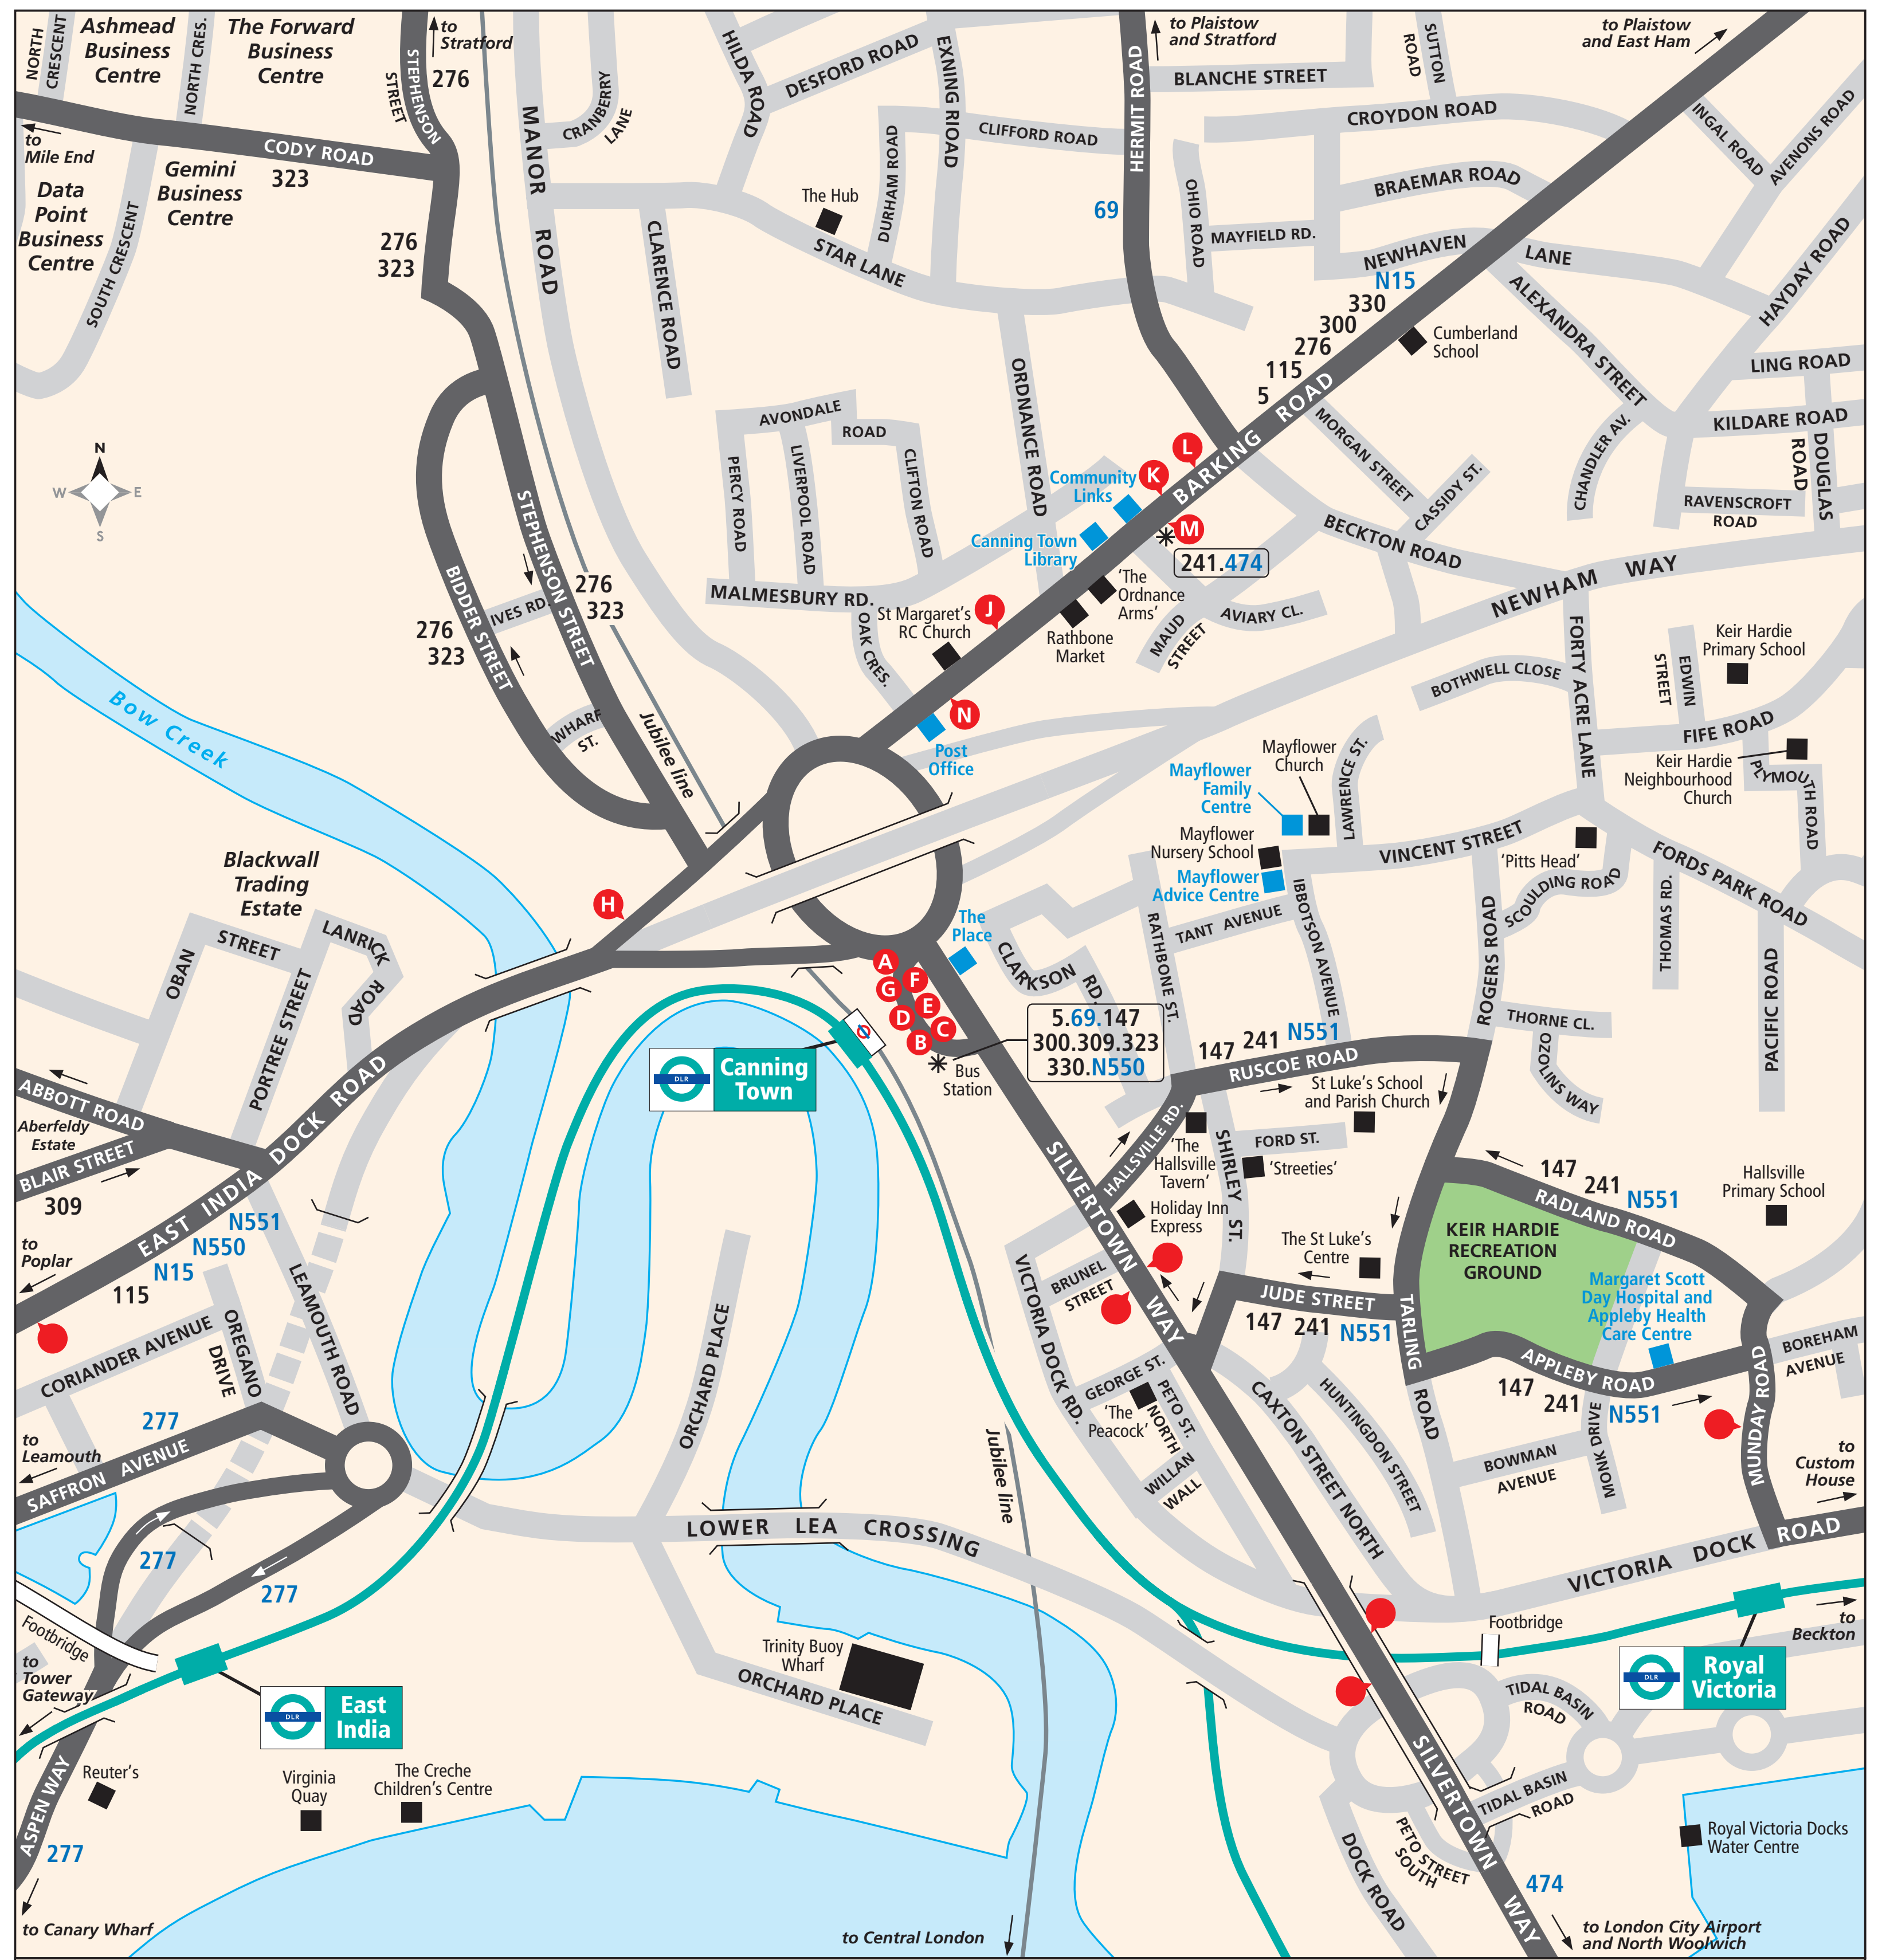 NORTH
CRESCENT
Ashmead
Business
Centre
NORTH CRES.
The Forward
Business
Centre
to
Stratford
276
STEPHENSON
STREET
to
Mile End
CODY ROAD
323
Data
Point
Business
Centre
Gemini
Business
Centre
SOUTH CRESCENT
276
323
MANOR
ROAD
CRANBERRY
LANE
HILDA ROAD
DESFORD ROAD
EXNING RIOAD
DURHAM ROAD
CLIFFORD ROAD
The Hub
STAR LANE
CLARENCE ROAD
HERMIT ROAD
69
to Plaistow
and Stratford
BLANCHE STREET
SUTTON
ROAD
to Plaistow
and East Ham
CROYDON ROAD
INGAL ROAD
AVENONS ROAD
OHIO ROAD
BRAEMAR ROAD
MAYFIELD RD.
NEWHAVEN
LANE
HAYDAY ROAD
N15
330
300
276
115
5
Cumberland
School
ALEXANDRA STREET
LING ROAD
KILDARE ROAD
DOUGLAS
ROAD
CHANDLER AV.
RAVENSCROFT
ROAD
MORGAN STREET
CASSIDY ST.
BARKING ROAD
BECKTON ROAD
NEWHAM WAY
N
W
E
S
AVONDALE
ROAD
PERCY ROAD
LIVERPOOL ROAD
CLIFTON ROAD
ORDNANCE ROAD
L
K
Community
Links
M
Canning Town
Library
241.474
MALMESBURY RD.
OAK CRES.
St Margaret's
RC Church
J
'The
Ordnance
Arms'
Rathbone
Market
MAUD
STREET
AVIARY CL.
N
Post
Office
STEPHENSON STREET
BIDDER STREET
IVES RD.
276
323
276
323
WHARF
ST.
Jubilee line
Bow Creek
BOTHWELL CLOSE
FORTY ACRE LANE
EDWIN
STREET
Keir Hardie
Primary School
FIFE ROAD
Keir Hardie
Neighbourhood
Church
PLYMOUTH ROAD
Mayflower
Church
Mayflower
Family
Centre
LAWRENCE ST.
Mayflower
Nursery School
Mayflower
Advice Centre
VINCENT STREET
'Pitts Head'
SCOULDING ROAD
FORDS PARK ROAD
THOMAS RD.
TANT AVENUE
IBBOTSON AVENUE
RATHBONE ST.
ROGERS ROAD
PACIFIC ROAD
THORNE CL.
OZOLINS WAY
Blackwall
Trading
Estate
OBAN
STREET
LANRICK
ROAD
PORTREE STREET
H
A
F
G
E
D
C
B
The
Place
CLARKSON
RD.
5.69.147
300.309.323
330.N550
Bus
Station
DLR
Canning
Town
147
241
N551
RUSCOE ROAD
St Luke's School
and Parish Church
HALLSVILLE RD.
'The
Hallsville
Tavern'
SHIRLEY
ST.
FORD ST.
'Streeties'
Holiday Inn
Express
ABBOTT ROAD
Aberfeldy
Estate
BLAIR STREET
309
EAST INDIA DOCK ROAD
to
Poplar
N551
N550
N15
115
LEAMOUTH ROAD
OREGANO
DRIVE
CORIANDER AVENUE
277
to
Leamouth
SAFFRON AVENUE
277
277
ORCHARD PLACE
SILVERTOWN
WAY
BRUNEL
STREET
VICTORIA DOCK RD.
The St Luke's
Centre
JUDE STREET
147
241
N551
TARLING
ROAD
KEIR HARDIE
RECREATION
GROUND
147
241
N551
RADLAND ROAD
Hallsville
Primary School
Margaret Scott
Day Hospital and
Appleby Health
Care Centre
APPLEBY ROAD
147
241
N551
BOREHAM
AVENUE
MUNDAY ROAD
to
Custom
House
GEORGE ST.
'The
Peacock'
PETO ST.
NORTH
WILLAN
WALL
CAXTON STREET NORTH
HUNTINGDON STREET
BOWMAN
AVENUE
MONK DRIVE
Jubilee line
LOWER LEA CROSSING
VICTORIA DOCK ROAD
Footbridge
to
Tower
Gateway
DLR
East
India
Trinity Buoy
Wharf
ORCHARD PLACE
Footbridge
to
Beckton
DLR
Royal
Victoria
TIDAL BASIN
ROAD
TIDAL BASIN
ROAD
SILVERTOWN
WAY
PETO STREET
SOUTH
DOCK ROAD
Royal Victoria Docks
Water Centre
474
to London City Airport
and North Woolwich
Reuter's
Virginia
Quay
The Creche
Children's Centre
ASPEN WAY
277
to Canary Wharf
to Central London